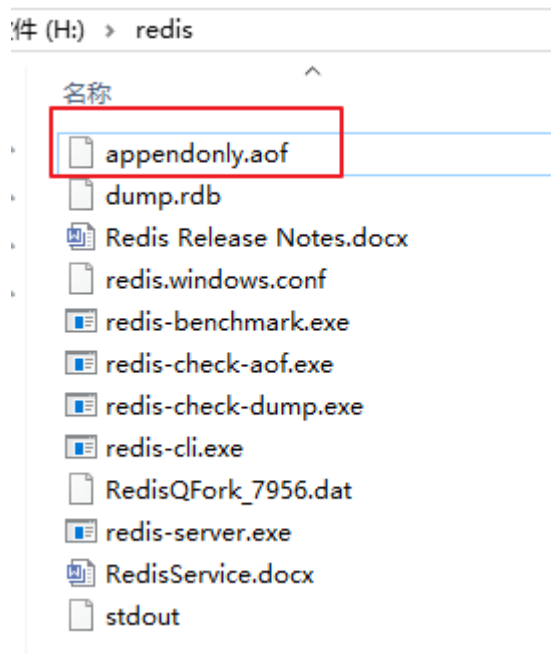 件 (H:) > redis
名称
appendonly.aof
dump.rdb
Redis Release Notes.docx
redis.windows.conf
redis-benchmark.exe
redis-check-aof.exe
redis-check-dump.exe
redis-cli.exe
RedisQFork_7956.dat
redis-server.exe
RedisService.docx
stdout